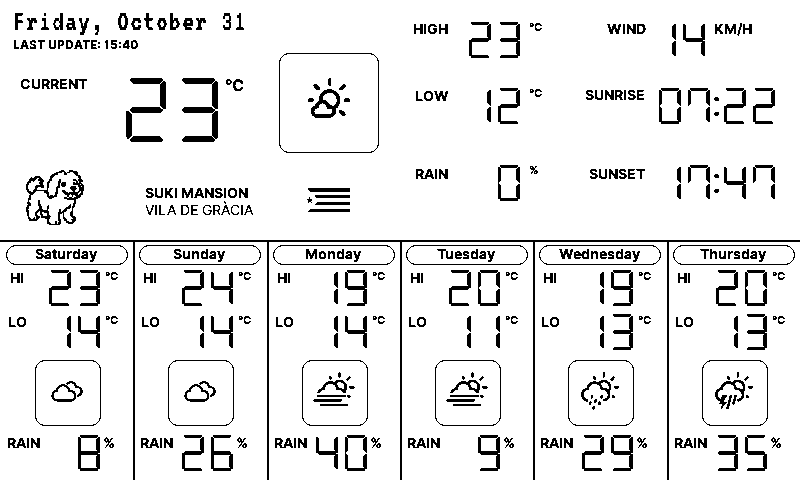 Friday, October 31
LAST UPDATE: 15:40
CURRENT 23 °C
HIGH 23 °C
WIND 14 KM/H
LOW 12 °C
SUNRISE 07:22
RAIN 0 %
SUNSET 17:47
SUKI MANSION
VILA DE GRÀCIA
Saturday
HI 23 °C
LO 14 °C
RAIN 8 %
Sunday
HI 24 °C
LO 14 °C
RAIN 26 %
Monday
HI 19 °C
LO 14 °C
RAIN 40 %
Tuesday
HI 20 °C
LO 11 °C
RAIN 9 %
Wednesday
HI 19 °C
LO 13 °C
RAIN 29 %
Thursday
HI 20 °C
LO 13 °C
RAIN 35 %